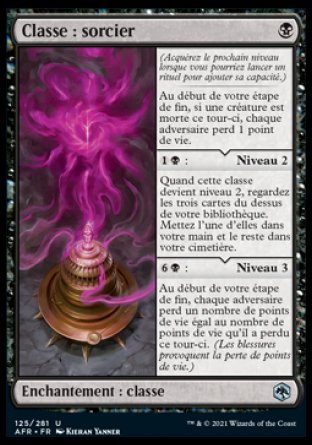 Classe : sorcier
(Acquérez le prochain niveau
lorsque vous pourriez lancer un
rituel pour ajouter sa capacité.)
Au début de votre étape
de fin, si une créature est
morte ce tour-ci, chaque
adversaire perd 1 point
de vie.
1 : Niveau 2
Quand cette classe
devient niveau 2, regardez
les trois cartes du dessus
de votre bibliothèque.
Mettez l'une d'elles dans
votre main et le reste dans
votre cimetière.
6 : Niveau 3
Au début de votre étape
de fin, chaque adversaire
perd un nombre de points
de vie égal au nombre de
points de vie qu'il a perdu
ce tour-ci. (Les blessures
provoquent la perte de points
de vie.)
Enchantement : classe
125/281 U
AFR • FR Kieran Yanner
™ & © 2021 Wizards of the Coast